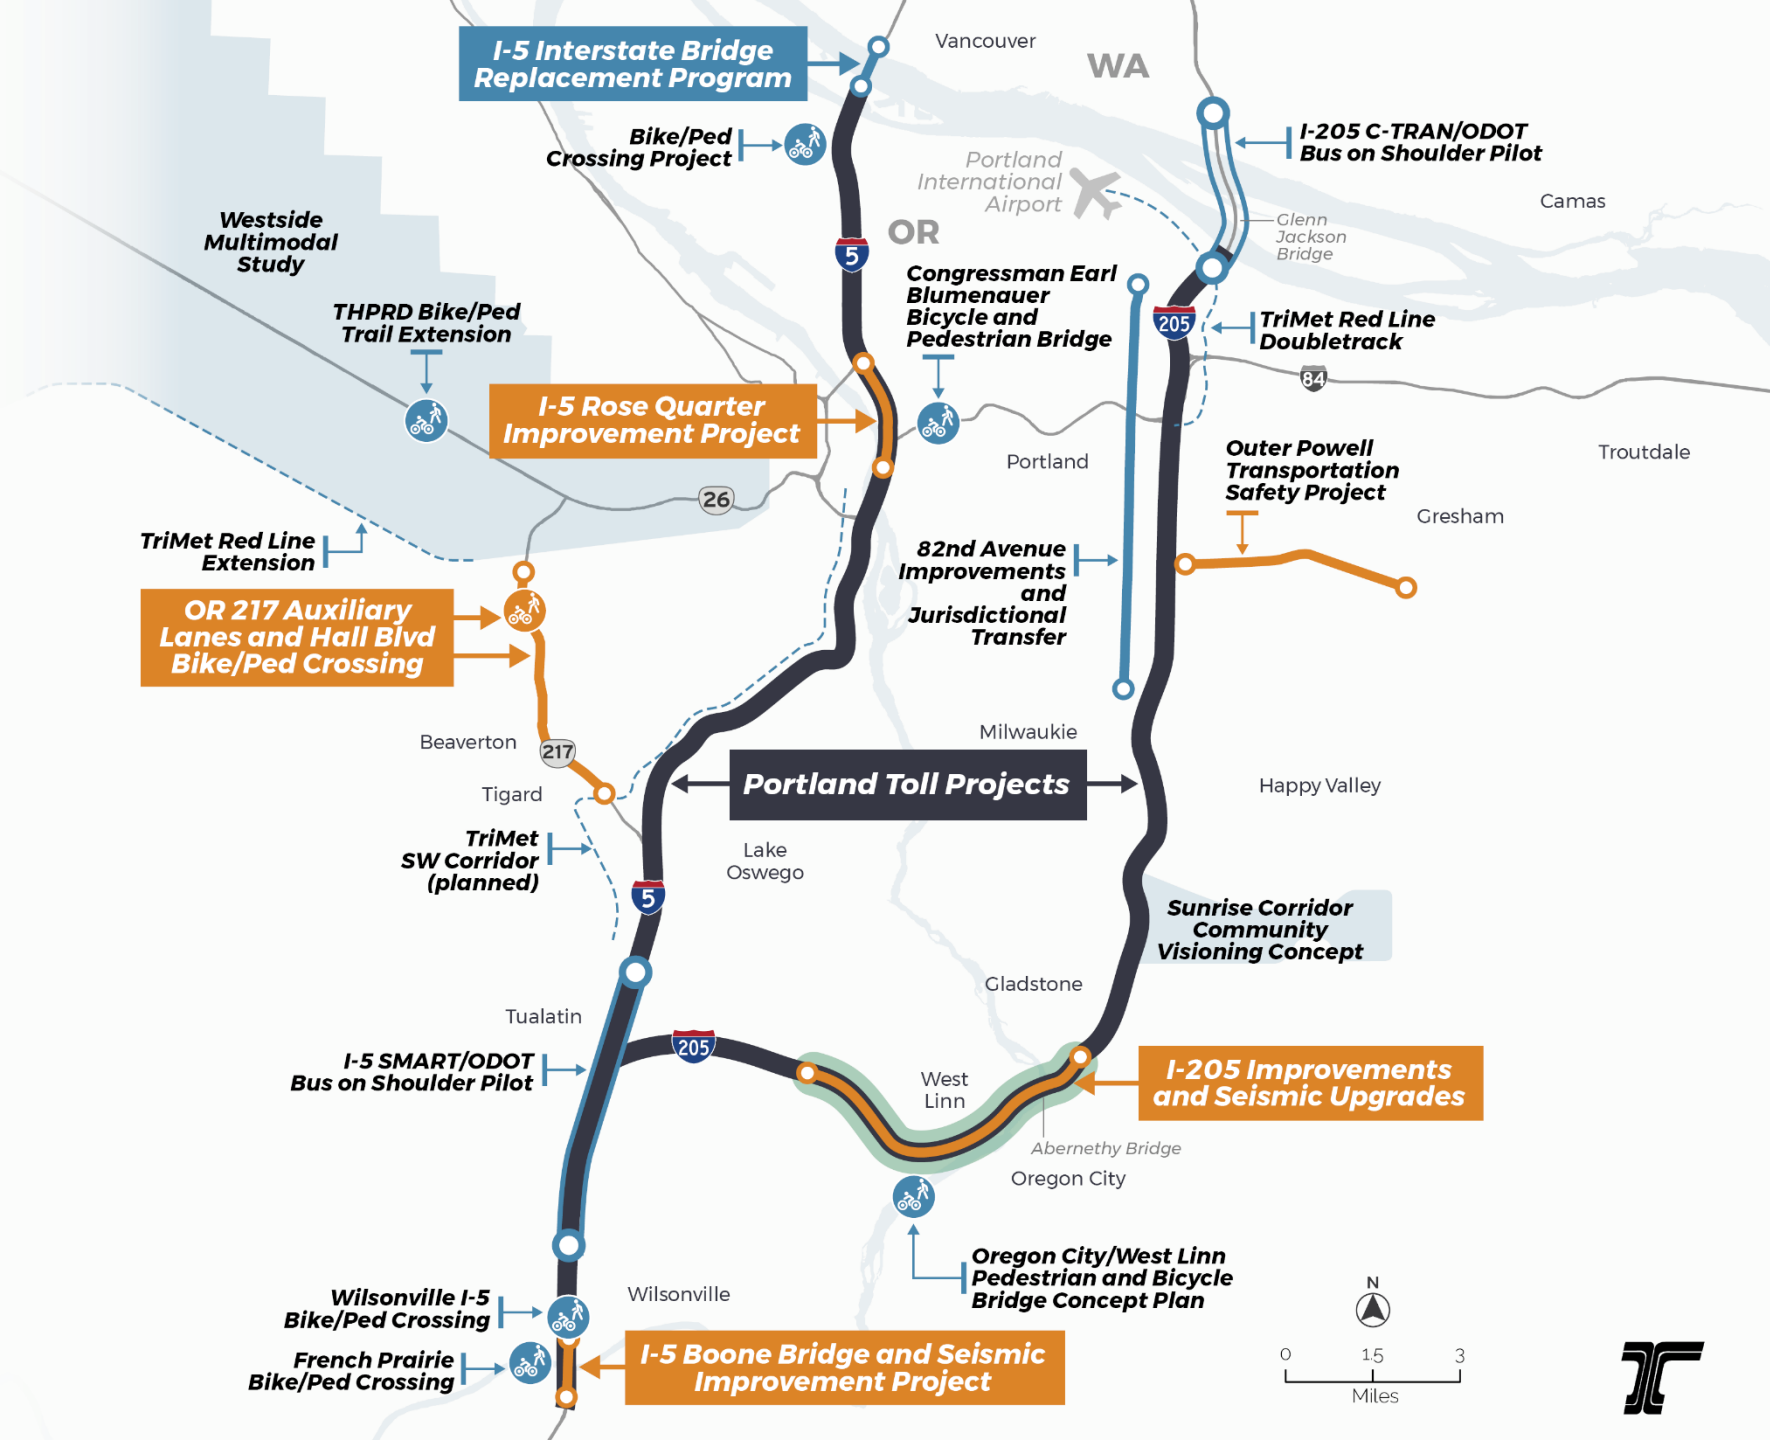 I-5 Interstate Bridge
Replacement Program
Vancouver
WA
Bike/Ped
Crossing Project
I-205 C-TRAN/ODOT
Bus on Shoulder Pilot
Portland
International
Airport
Camas
Glenn
Jackson
Bridge
Westside
Multimodal
Study
OR
5
Congressman Earl
Blumenauer
Bicycle and
Pedestrian Bridge
THPRD Bike/Ped
Trail Extension
205
TriMet Red Line
Doubletrack
84
I-5 Rose Quarter
Improvement Project
Portland
Outer Powell
Transportation
Safety Project
Troutdale
26
Gresham
TriMet Red Line
Extension
82nd Avenue
Improvements
and
Jurisdictional
Transfer
OR 217 Auxiliary
Lanes and Hall Blvd
Bike/Ped Crossing
Beaverton
217
Milwaukie
Tigard
Portland Toll Projects
Happy Valley
TriMet
SW Corridor
(planned)
Lake
Oswego
5
Sunrise Corridor
Community
Visioning Concept
Gladstone
Tualatin
205
I-5 SMART/ODOT
Bus on Shoulder Pilot
West
Linn
I-205 Improvements
and Seismic Upgrades
Abernethy Bridge
Oregon City
Oregon City/West Linn
Pedestrian and Bicycle
Bridge Concept Plan
Wilsonville I-5
Bike/Ped Crossing
Wilsonville
French Prairie
Bike/Ped Crossing
I-5 Boone Bridge and Seismic
Improvement Project
N
0 1.5 3
Miles